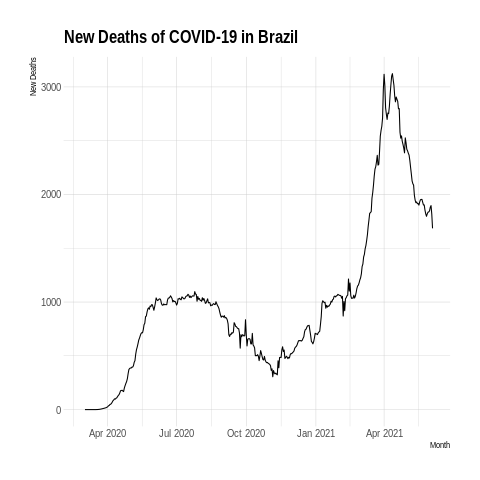 New Deaths of COVID-19 in Brazil
New Deaths
3000
2000
1000
0
Apr 2020 Jul 2020 Oct 2020 Jan 2021 Apr 2021
Month